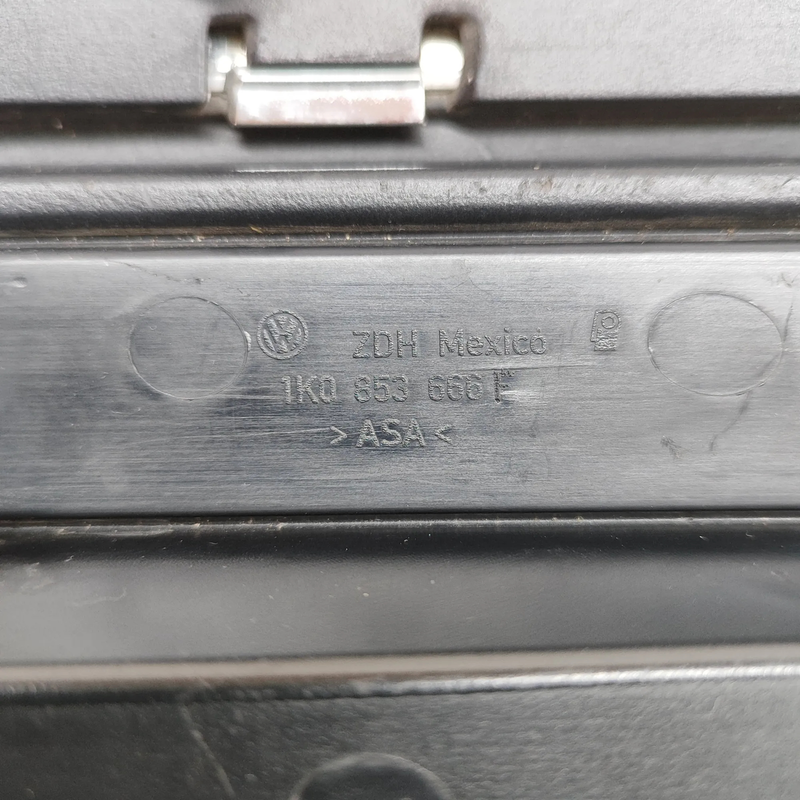 ZDH Mexico
1K0 853 666 F
>ASA<